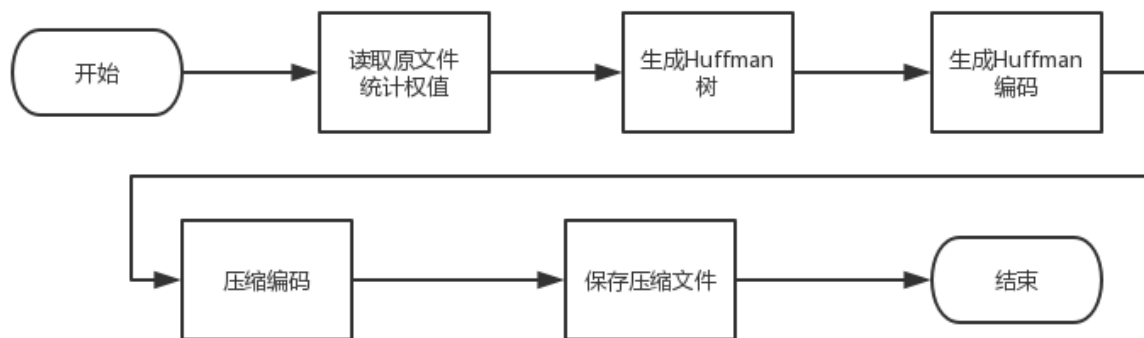 开始
读取原文件
统计权值
生成Huffman
树
生成Huffman
编码
压缩编码
保存压缩文件
结束